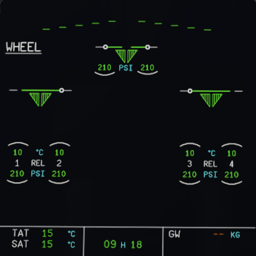 WHEEL
210 PSI 210
10 °C 10 10 °C 10
1 REL 2 3 REL 4
210 PSI 210 210 PSI 210
TAT 15 °C GW -- KG
SAT 15 °C 09 H 18